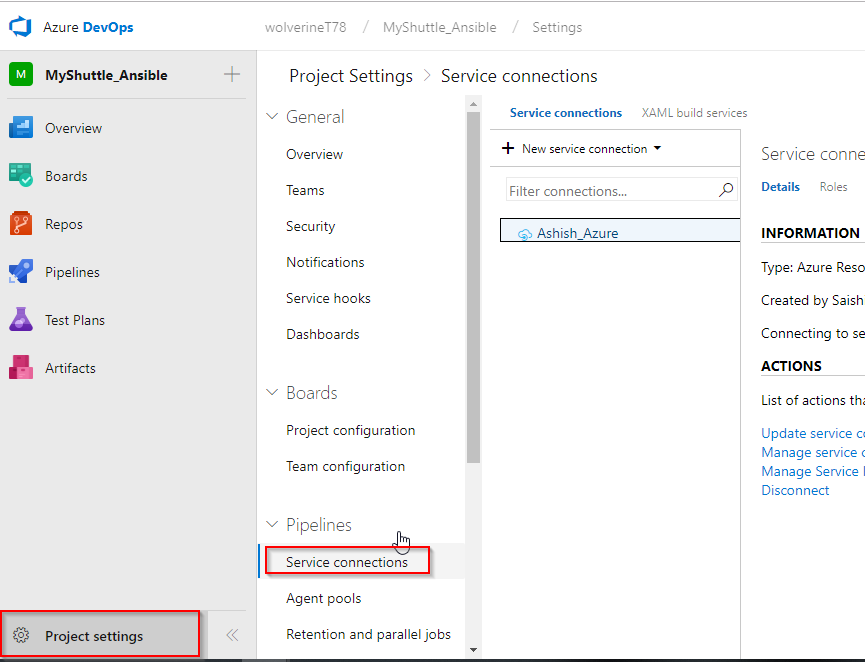 Azure DevOps
wolverineT78 / MyShuttle_Ansible / Settings
M MyShuttle_Ansible
Overview
Boards
Repos
Pipelines
Test Plans
Artifacts
Project settings
Project Settings > Service connections
General
Overview
Teams
Security
Notifications
Service hooks
Dashboards
Boards
Project configuration
Team configuration
Pipelines
Service connections
Agent pools
Retention and parallel jobs
Service connections XAML build services
+ New service connection
Filter connections...
Ashish_Azure
Service conne
Details Roles
INFORMATION
Type: Azure Reso
Created by Saish
Connecting to se
ACTIONS
List of actions tha
Update service co
Manage service c
Manage Service
Disconnect